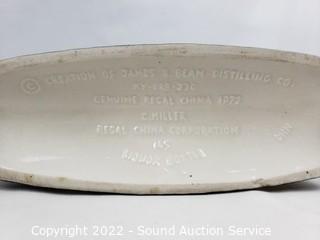 © CREATION OF JAMES B. BEAM DISTILLING CO.
GENUINE REGAL CHINA 1972
C. MILLER
REGAL CHINA CORPORATION
LIQUOR BOTTLE
Copyright 2022 - Sound Auction Service